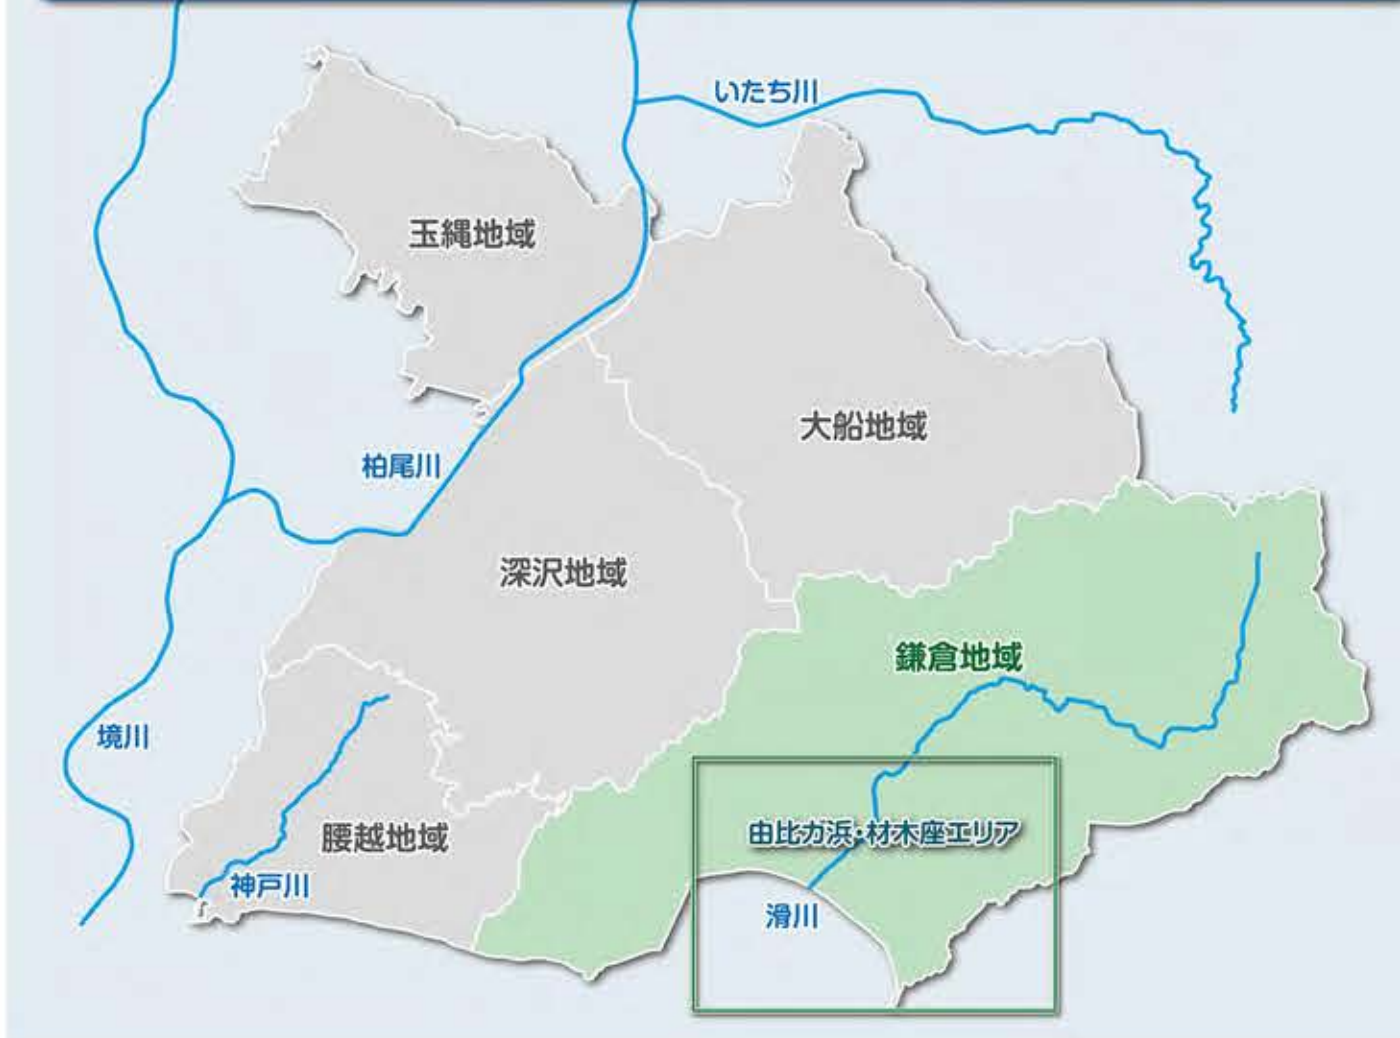 いたち川
玉縄地域
大船地域
柏尾川
深沢地域
鎌倉地域
境川
腰越地域
由比ガ浜・材木座エリア
神戸川
滑川